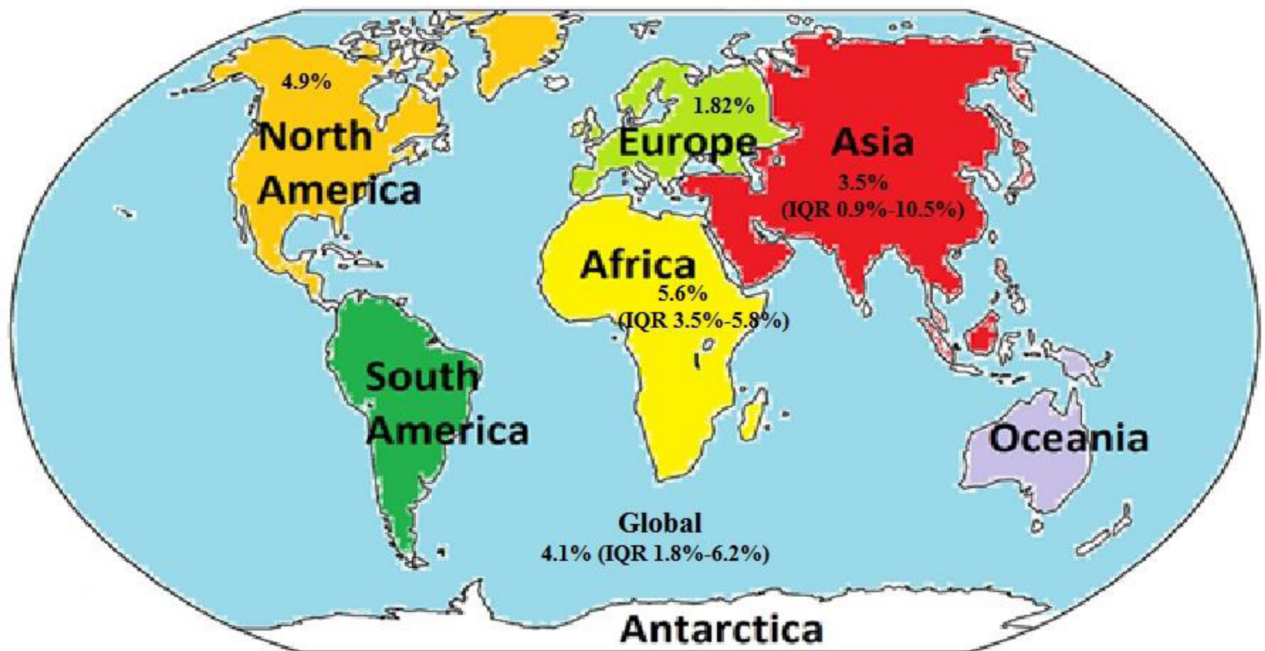 4.9%
North
America
1.82%
Europe
Asia
3.5%
(IQR 0.9%-10.5%)
Africa
5.6%
(IQR 3.5%-5.8%)
South
America
Oceania
Global
4.1% (IQR 1.8%-6.2%)
Antarctica